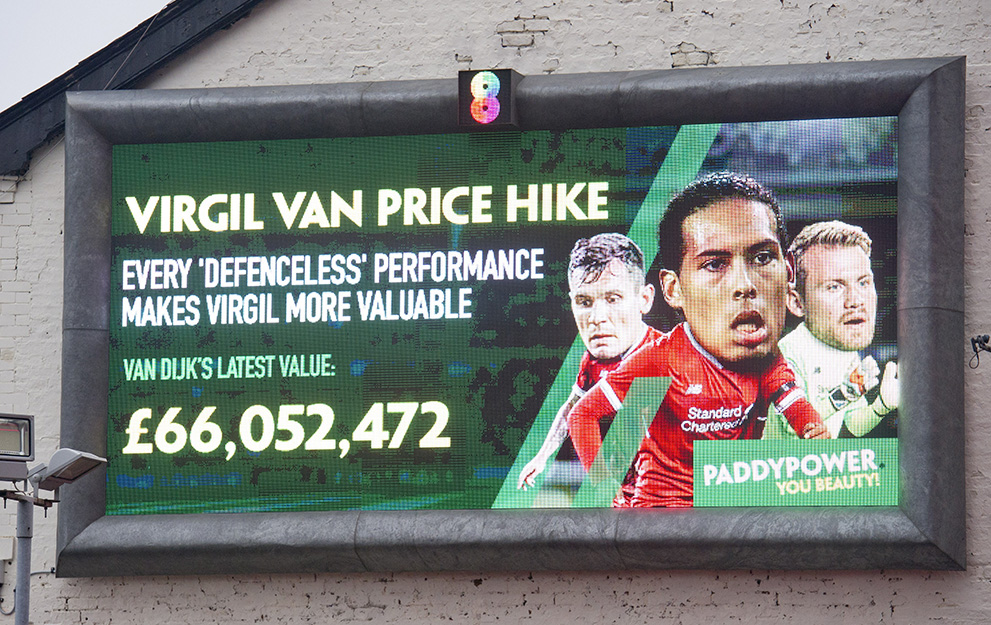 8
VIRGIL VAN PRICE HIKE
EVERY 'DEFENCELESS' PERFORMANCE
MAKES VIRGIL MORE VALUABLE
VAN DIJK'S LATEST VALUE:
£66,052,472
Standard
Chartered
PADDYPOWER.
YOU BEAUTY!